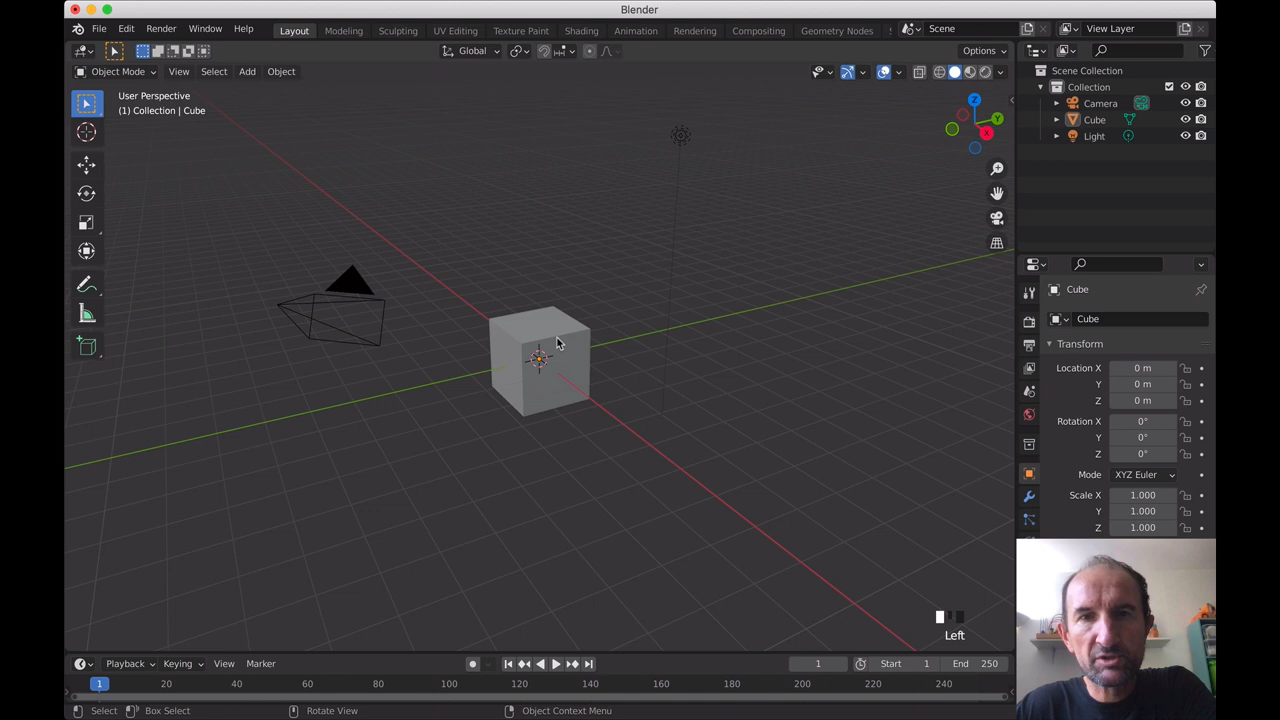 Blender
File Edit Render Window Help Layout Modeling Sculpting UV Editing Texture Paint Shading Animation Rendering Compositing Geometry Nodes Scene View Layer
Global Options
Object Mode View Select Add Object
User Perspective
(1) Collection | Cube
Z
Y
X
Scene Collection
Collection
Camera
Cube
Light
Cube
Cube
Transform
Location X 0 m
Y 0 m
Z 0 m
Rotation X 0°
Y 0°
Z 0°
Mode XYZ Euler
Scale X 1.000
Y 1.000
Z 1.000
Left
Playback Keying View Marker 1 Start 1 End 250
1 20 40 60 80 100 120 140 160 180 200 220 240
Select Box Select Rotate View Object Context Menu